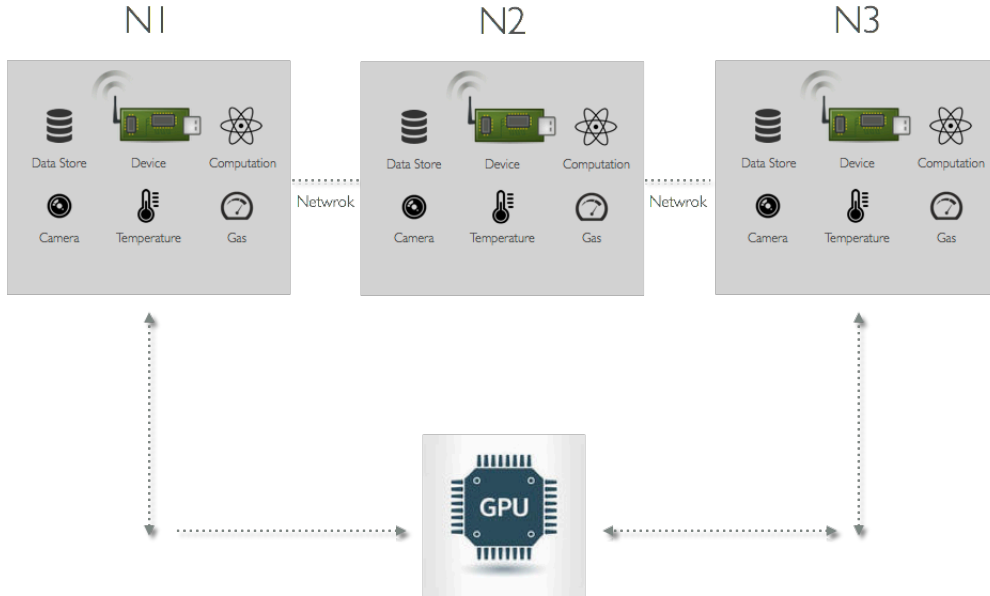 N1 N2 N3
Data Store Device Computation Data Store Device Computation Data Store Device Computation
Netwrok Netwrok
Camera Temperature Gas Camera Temperature Gas Camera Temperature Gas
GPU